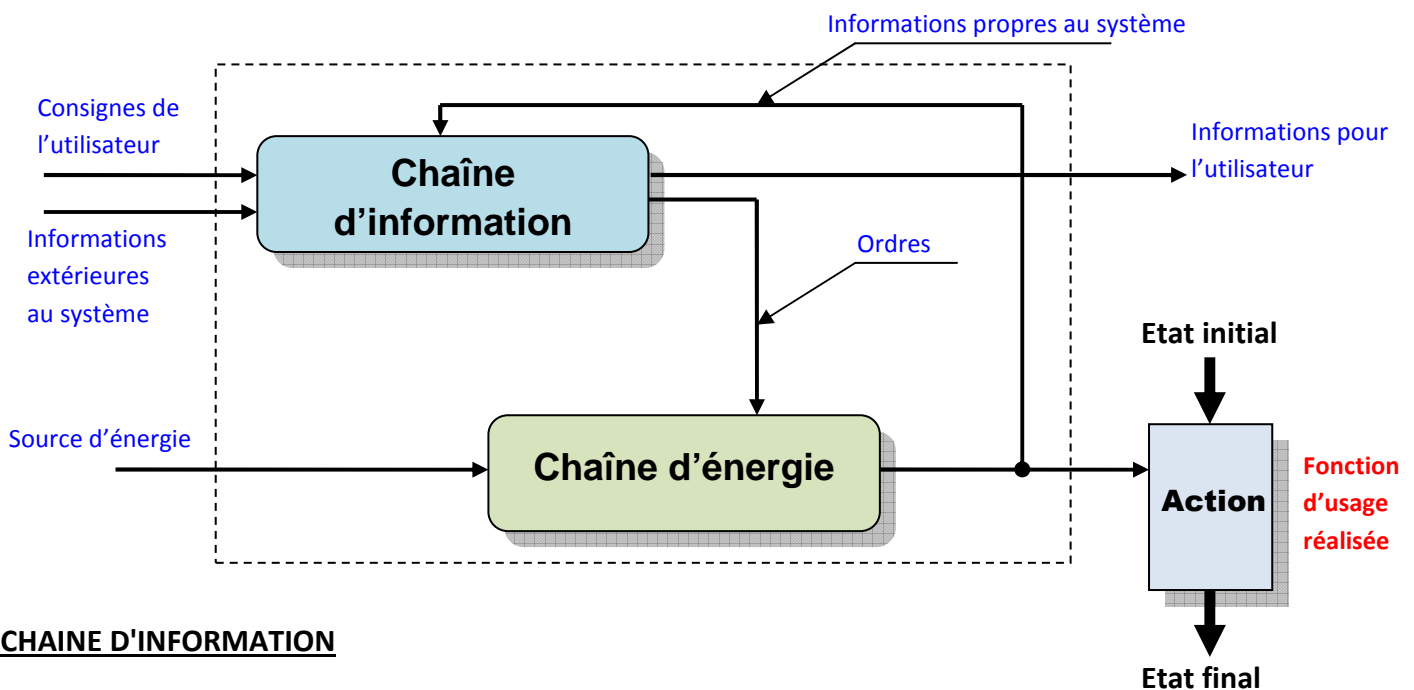 Informations propres au système
Consignes de
l’utilisateur
Informations pour
l’utilisateur
Chaîne
d’information
Informations
extérieures
au système
Ordres
Etat initial
Source d’énergie
Chaîne d’énergie
Action
Fonction
d’usage
réalisée
CHAINE D'INFORMATION
Etat final